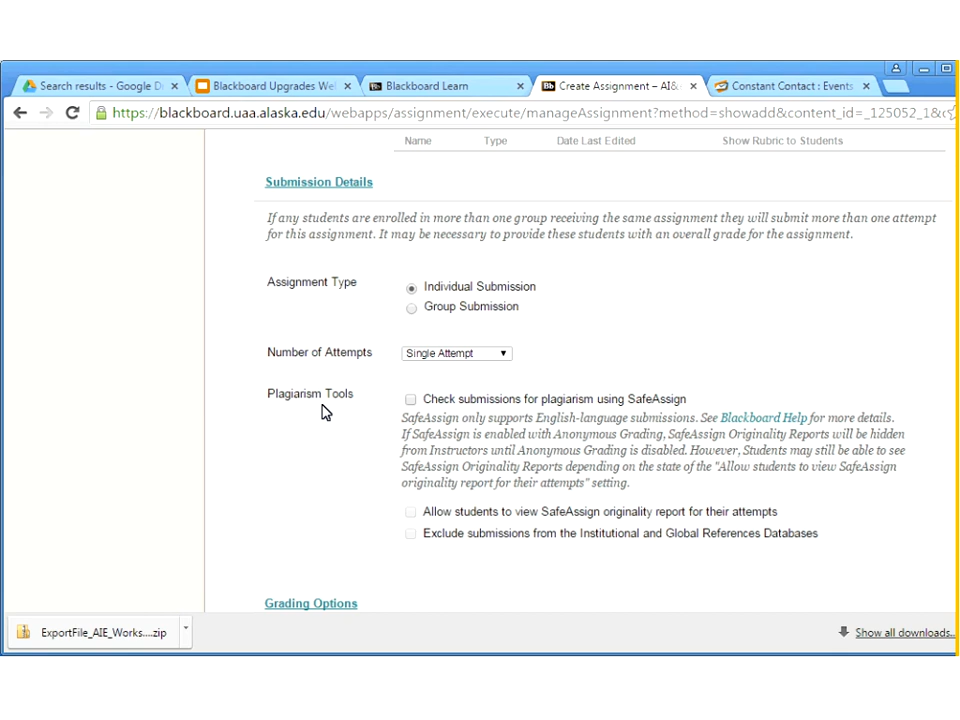 Search results - Google D
Blackboard Upgrades We
Blackboard Learn
Create Assignment – AI&
Constant Contact : Events
https://blackboard.uaa.alaska.edu/webapps/assignment/execute/manageAssignment?method=showadd&content_id=_125052_1&c
Name Type Date Last Edited Show Rubric to Students
Submission Details
If any students are enrolled in more than one group receiving the same assignment they will submit more than one attempt
for this assignment. It may be necessary to provide these students with an overall grade for the assignment.
Assignment Type
Individual Submission
Group Submission
Number of Attempts
Single Attempt
Plagiarism Tools
Check submissions for plagiarism using SafeAssign
SafeAssign only supports English-language submissions. See Blackboard Help for more details.
If SafeAssign is enabled with Anonymous Grading, SafeAssign Originality Reports will be hidden
from Instructors until Anonymous Grading is disabled. However, Students may still be able to see
SafeAssign Originality Reports depending on the state of the "Allow students to view SafeAssign
originality report for their attempts" setting.
Allow students to view SafeAssign originality report for their attempts
Exclude submissions from the Institutional and Global References Databases
Grading Options
ExportFile_AIE_Works....zip
Show all downloads...